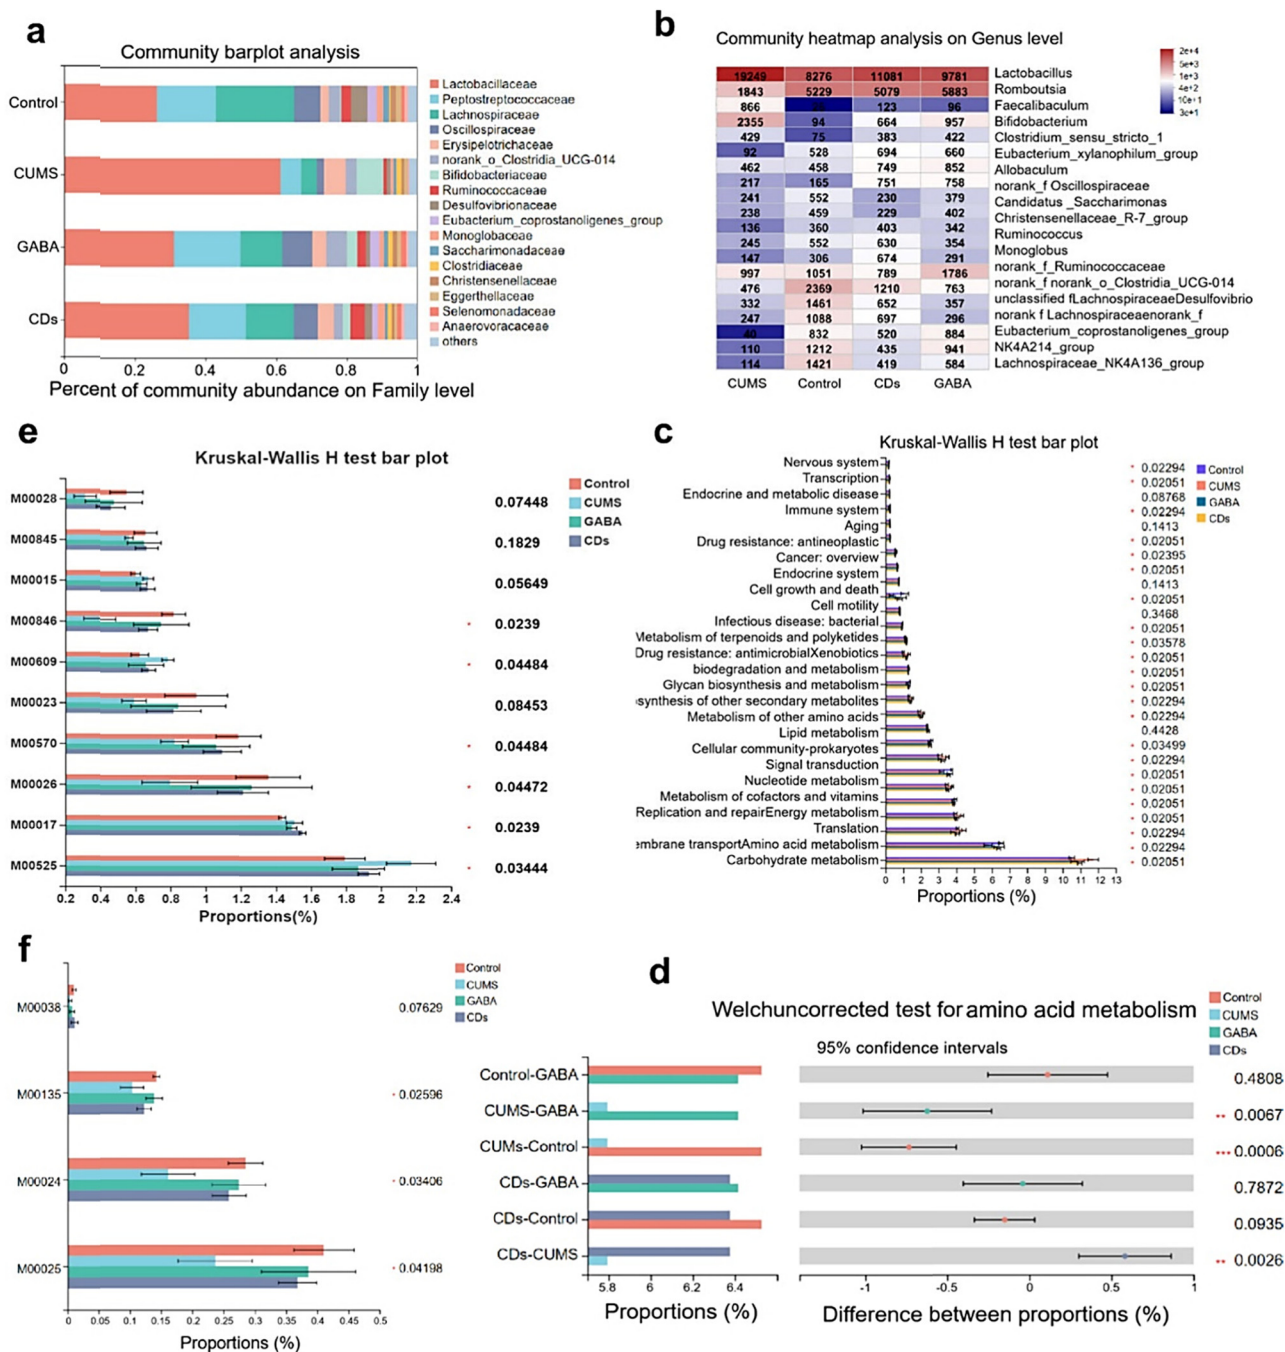 a
Community barplot analysis
Control
CUMS
GABA
CDs
0
0.2
0.4
0.6
0.8
1
Percent of community abundance on Family level
Lactobacillaceae
Peptostreptococcaceae
Lachnospiraceae
Oscillospiraceae
Erysipelotrichaceae
norank_o_Clostridia_UCG-014
Bifidobacteriaceae
Ruminococcaceae
Desulfovibrionaceae
Eubacterium_coprostanoligenes_group
Monoglobaceae
Saccharimonadaceae
Clostridiaceae
Christensenellaceae
Eggerthellaceae
Selenomonadaceae
Anaerovoracaceae
others
b
Community heatmap analysis on Genus level
2e+4
5e+3
1e+3
4e+2
10e+1
3e+1
19249 8276 11081 9781 Lactobacillus
1843 5229 5079 5883 Romboutsia
866 123 96 Faecalibaculum
2355 94 664 957 Bifidobacterium
429 75 383 422 Clostridium_sensu_stricto_1
92 528 694 660 Eubacterium_xylanophilum_group
462 458 749 852 Allobaculum
217 165 751 758 norank_f Oscillospiraceae
241 552 230 379 Candidatus _Saccharimonas
238 459 229 402 Christensenellaceae_R-7_group
136 360 403 342 Ruminococcus
245 552 630 354 Monoglobus
147 306 674 291 norank_f_Ruminococcaceae
997 1051 789 1786 norank_f norank_o_Clostridia_UCG-014
476 2369 1210 763 unclassified fLachnospiraceaeDesulfovibrio
332 1461 652 357 norank f Lachnospiraceaenorank_f
247 1088 697 296 Eubacterium_coprostanoligenes_group
40 832 520 884 NK4A214_group
110 1212 435 941 Lachnospiraceae_NK4A136_group
114 1421 419 584
CUMS Control CDs GABA
e
Kruskal-Wallis H test bar plot
Control
CUMS
GABA
CDs
M00028 0.07448
M00845 0.1829
M00015 0.05649
M00846 * 0.0239
M00609 * 0.04484
M00023 0.08453
M00570 * 0.04484
M00026 * 0.04472
M00017 * 0.0239
M00525 * 0.03444
0.2 0.4 0.6 0.8 1 1.2 1.4 1.6 1.8 2 2.2 2.4
Proportions(%)
c
Kruskal-Wallis H test bar plot
Control
CUMS
GABA
CDs
Nervous system
Transcription
Endocrine and metabolic disease
Immune system
Aging
Drug resistance: antineoplastic
Cancer: overview
Endocrine system
Cell growth and death
Cell motility
Infectious disease: bacterial
Metabolism of terpenoids and polyketides
Drug resistance: antimicrobialXenobiotics
biodegradation and metabolism
Glycan biosynthesis and metabolism
synthesis of other secondary metabolites
Metabolism of other amino acids
Lipid metabolism
Cellular community-prokaryotes
Signal transduction
Nucleotide metabolism
Metabolism of cofactors and vitamins
Replication and repairEnergy metabolism
Translation
embrane transportAmino acid metabolism
Carbohydrate metabolism
* 0.02294
* 0.02051
0.08768
* 0.02294
0.1413
* 0.02051
* 0.02395
* 0.02051
0.1413
* 0.02051
0.3468
* 0.02051
* 0.03578
* 0.02051
* 0.02051
* 0.02051
* 0.02294
* 0.02294
0.4428
* 0.03499
* 0.02294
* 0.02051
* 0.02051
* 0.02051
* 0.02051
* 0.02294
* 0.02294
* 0.02051
0 1 2 3 4 5 6 7 8 9 10 11 12 13
Proportions (%)
f
Control
CUMS
GABA
CDs
M00038 0.07629
M00135 * 0.02596
M00024 * 0.03406
M00025 * 0.04198
0 0.05 0.1 0.15 0.2 0.25 0.3 0.35 0.4 0.45 0.5
Proportions (%)
d
Welchuncorrected test for amino acid metabolism
Control
CUMS
GABA
CDs
95% confidence intervals
Control-GABA 0.4808
CUMS-GABA ** 0.0067
CUMs-Control *** 0.0006
CDs-GABA 0.7872
CDs-Control 0.0935
CDs-CUMS ** 0.0026
5.8 6 6.2 6.4
-1 -0.5 0 0.5 1
Proportions (%)
Difference between proportions (%)